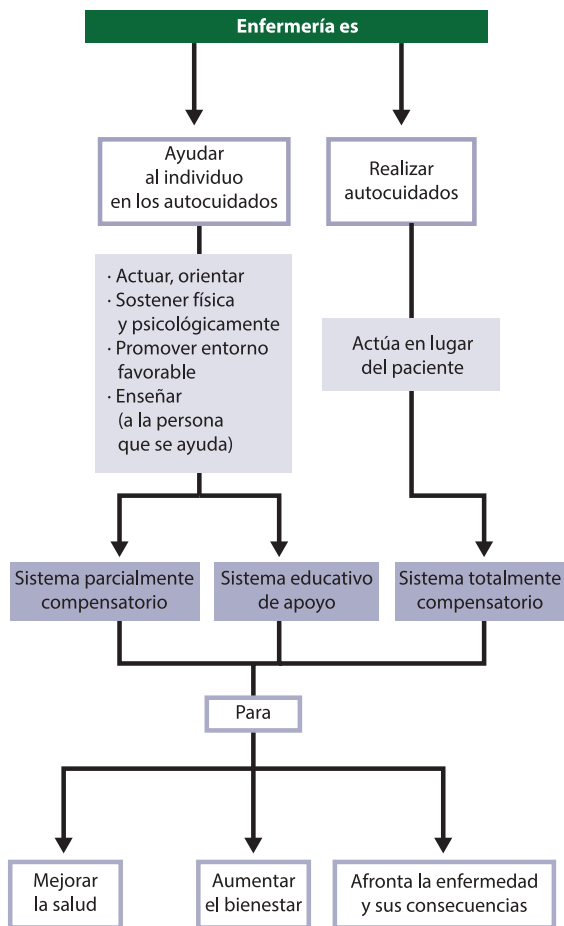 Enfermería es
Ayudar
al individuo
en los autocuidados
Realizar
autocuidados
· Actuar, orientar
· Sostener física
y psicológicamente
· Promover entorno
favorable
· Enseñar
(a la persona
que se ayuda)
Actúa en lugar
del paciente
Sistema parcialmente
compensatorio
Sistema educativo
de apoyo
Sistema totalmente
compensatorio
Para
Mejorar
la salud
Aumentar
el bienestar
Afronta la enfermedad
y sus consecuencias